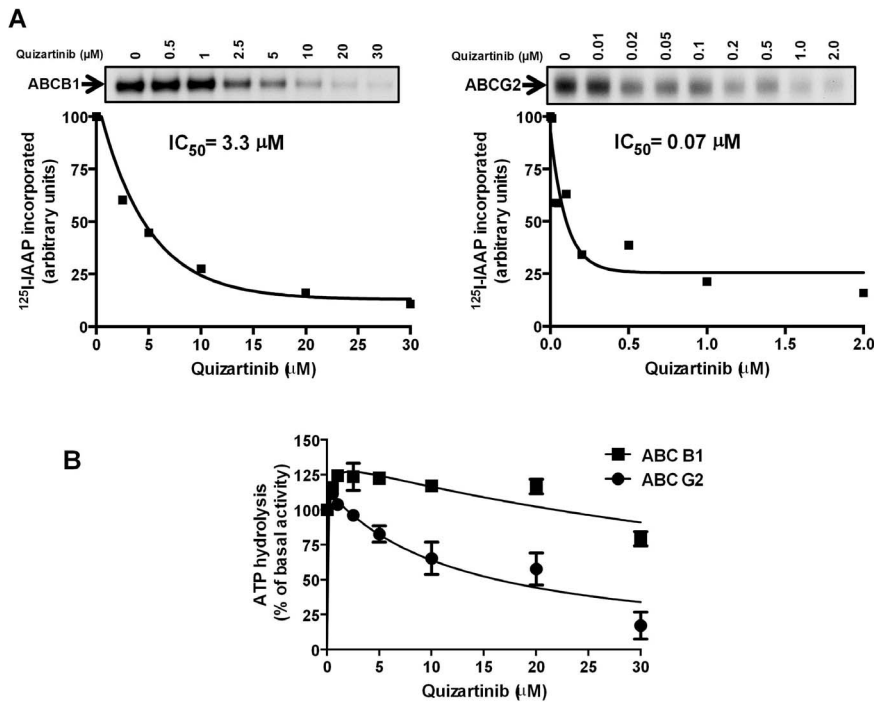 A
Quizartinib (µM) 0 0.5 1 2.5 5 10 20 30
ABCB1
IC50= 3.3 µM
125I-IAAP incorporated
(arbitrary units)
100
75
50
25
0
0 5 10 15 20 25 30
Quizartinib (µM)
Quizartinib (µM) 0 0.01 0.02 0.05 0.1 0.2 0.5 1.0 2.0
ABCG2
IC50= 0.07 µM
125I-IAAP incorporated
(arbitrary units)
100
75
50
25
0
0.0 0.5 1.0 1.5 2.0
Quizartinib (µM)
B
ATP hydrolysis
(% of basal activity)
150
125
100
75
50
25
0
0 5 10 15 20 25 30
Quizartinib (µM)
ABC B1
ABC G2